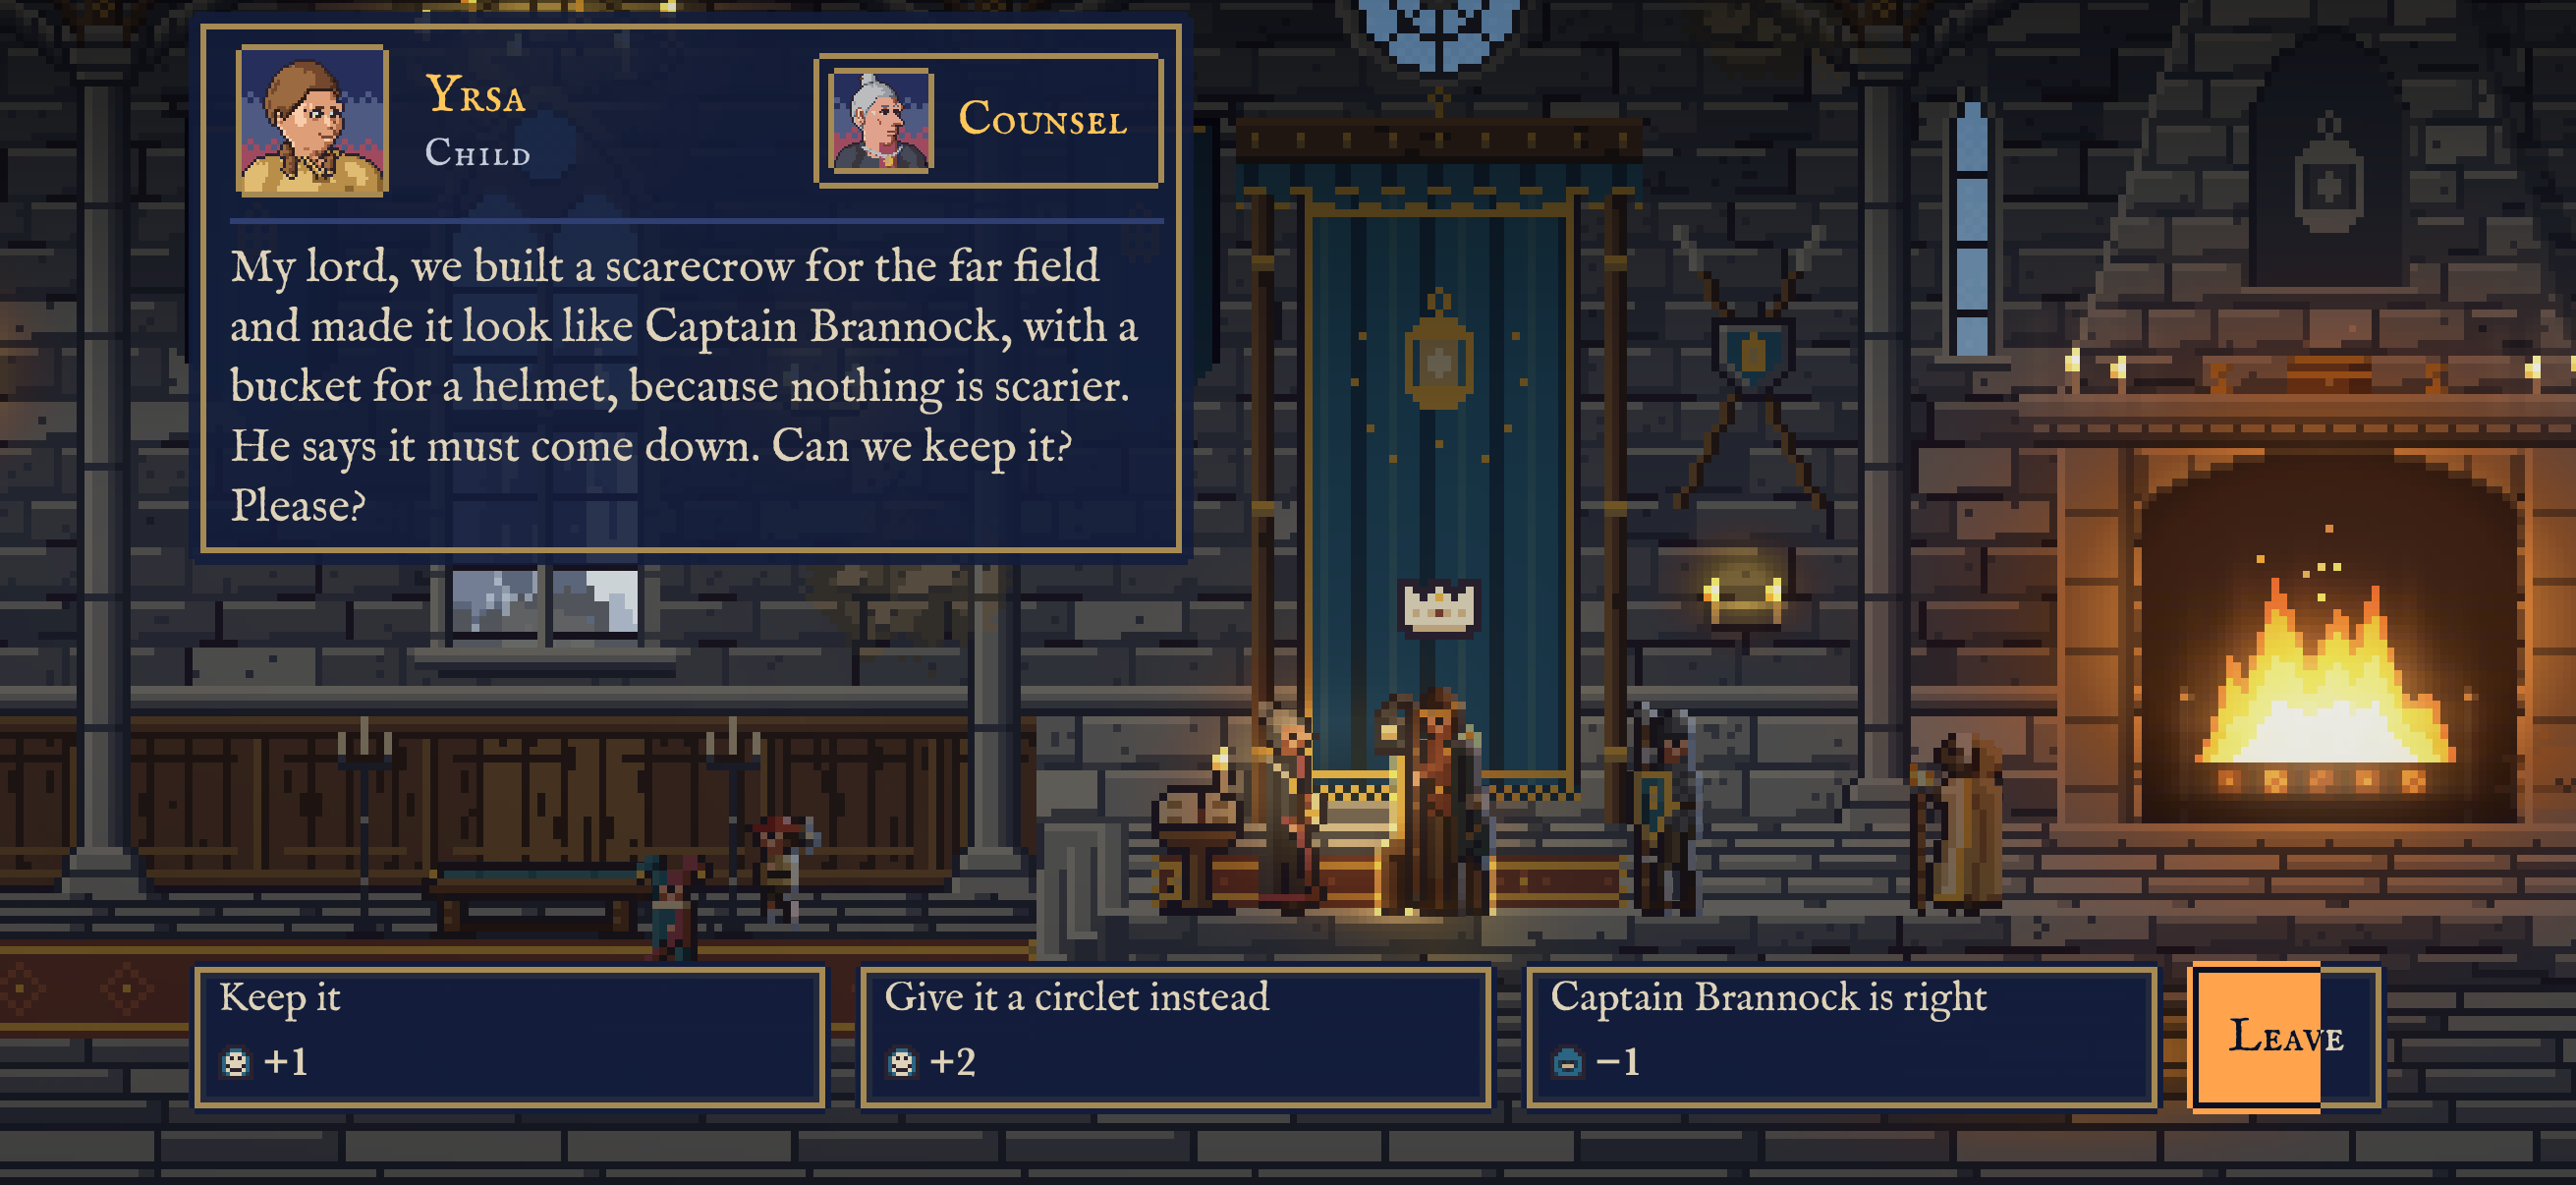 Yrsa
Child
Counsel
My lord, we built a scarecrow for the far field
and made it look like Captain Brannock, with a
bucket for a helmet, because nothing is scarier.
He says it must come down. Can we keep it?
Please?
Keep it
+1
Give it a circlet instead
+2
Captain Brannock is right
−1
Leave